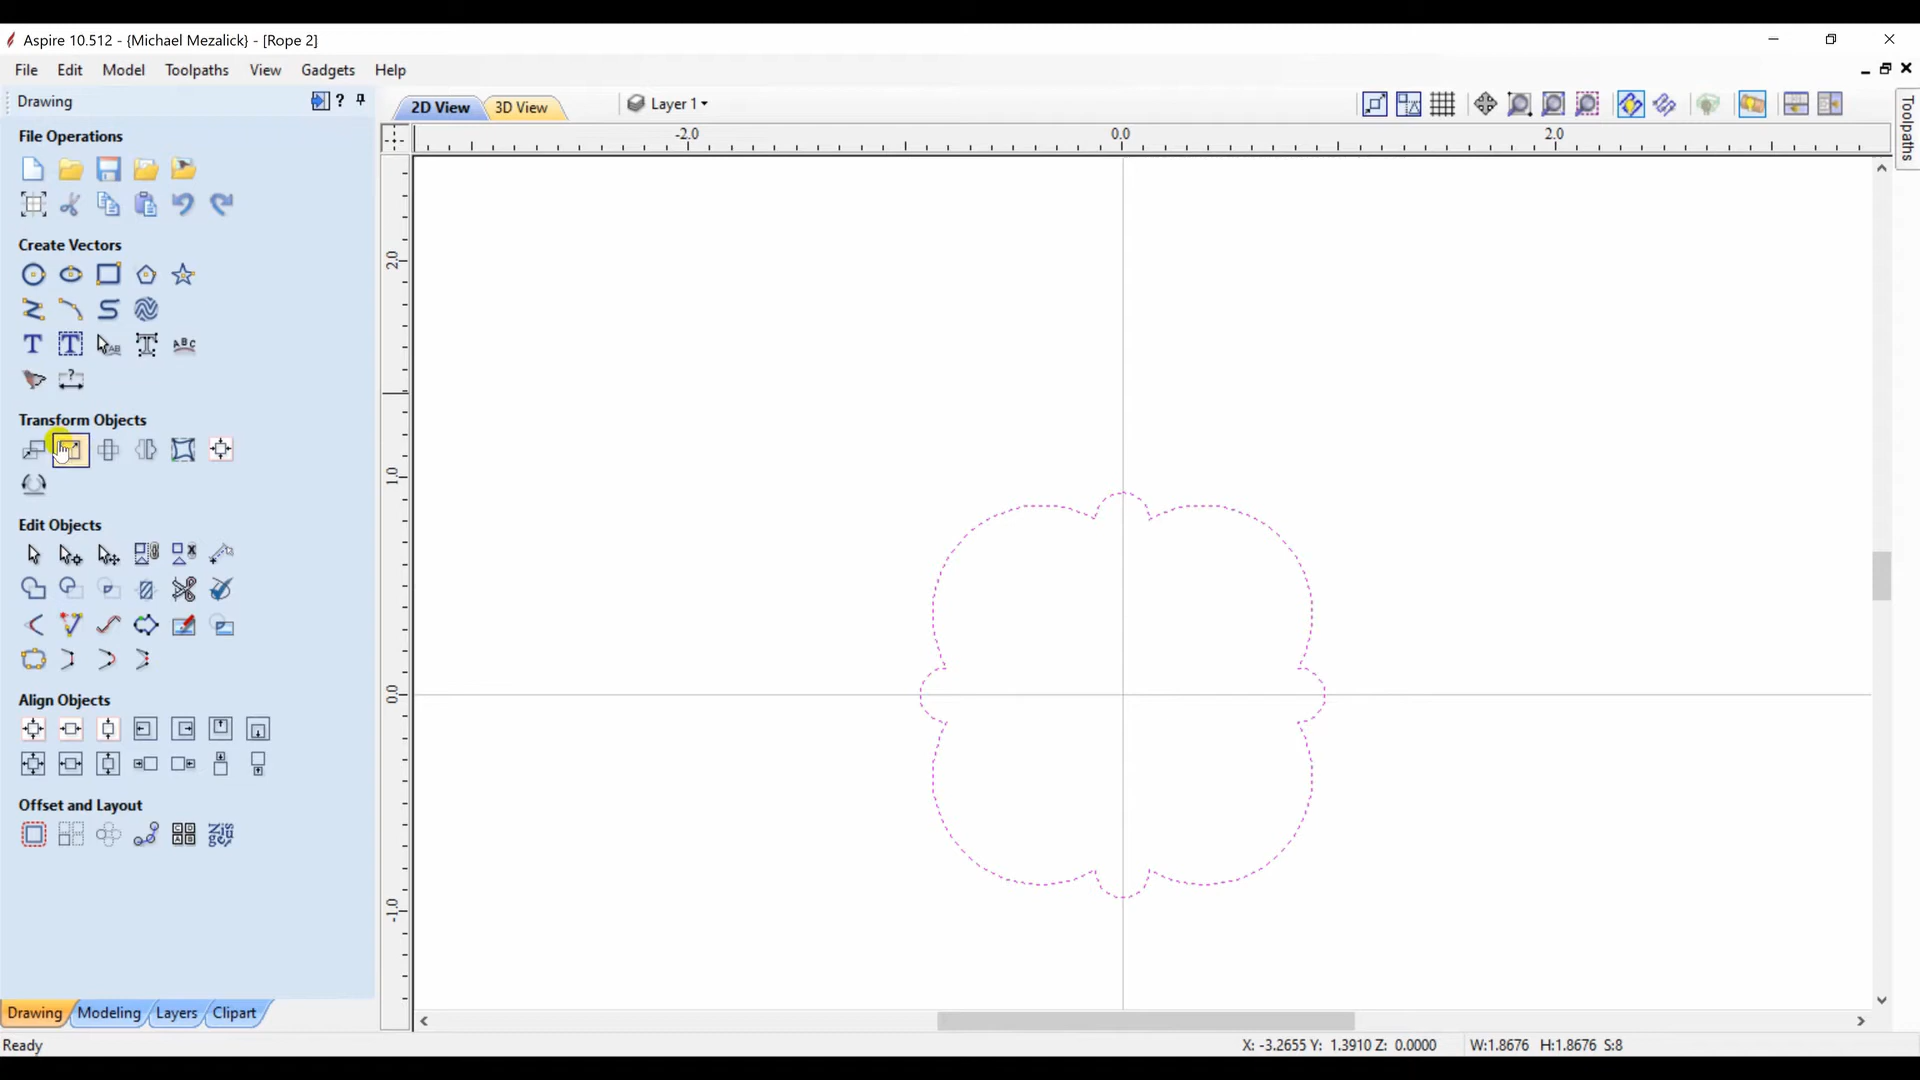 Aspire 10.512 - {Michael Mezalick} - [Rope 2]
File Edit Model Toolpaths View Gadgets Help
Drawing
?
2D View 3D View Layer 1
Toolpaths
-2.0 0.0 2.0
File Operations
Create Vectors
T T AB T ABC
?
Transform Objects
Edit Objects
Align Objects
Offset and Layout
2.0
1.0
0.0
-1.0
Drawing Modeling Layers Clipart
Ready
X: -3.2655 Y: 1.3910 Z: 0.0000 W:1.8676 H:1.8676 S:8